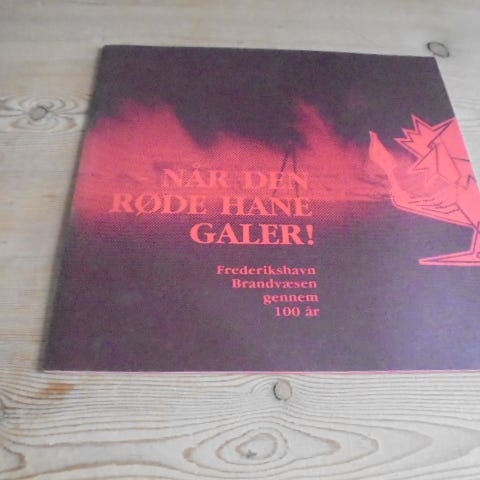 - NÅR DEN
RØDE HANE
GALER!
Frederikshavn
Brandvæsen
gennem
100 år